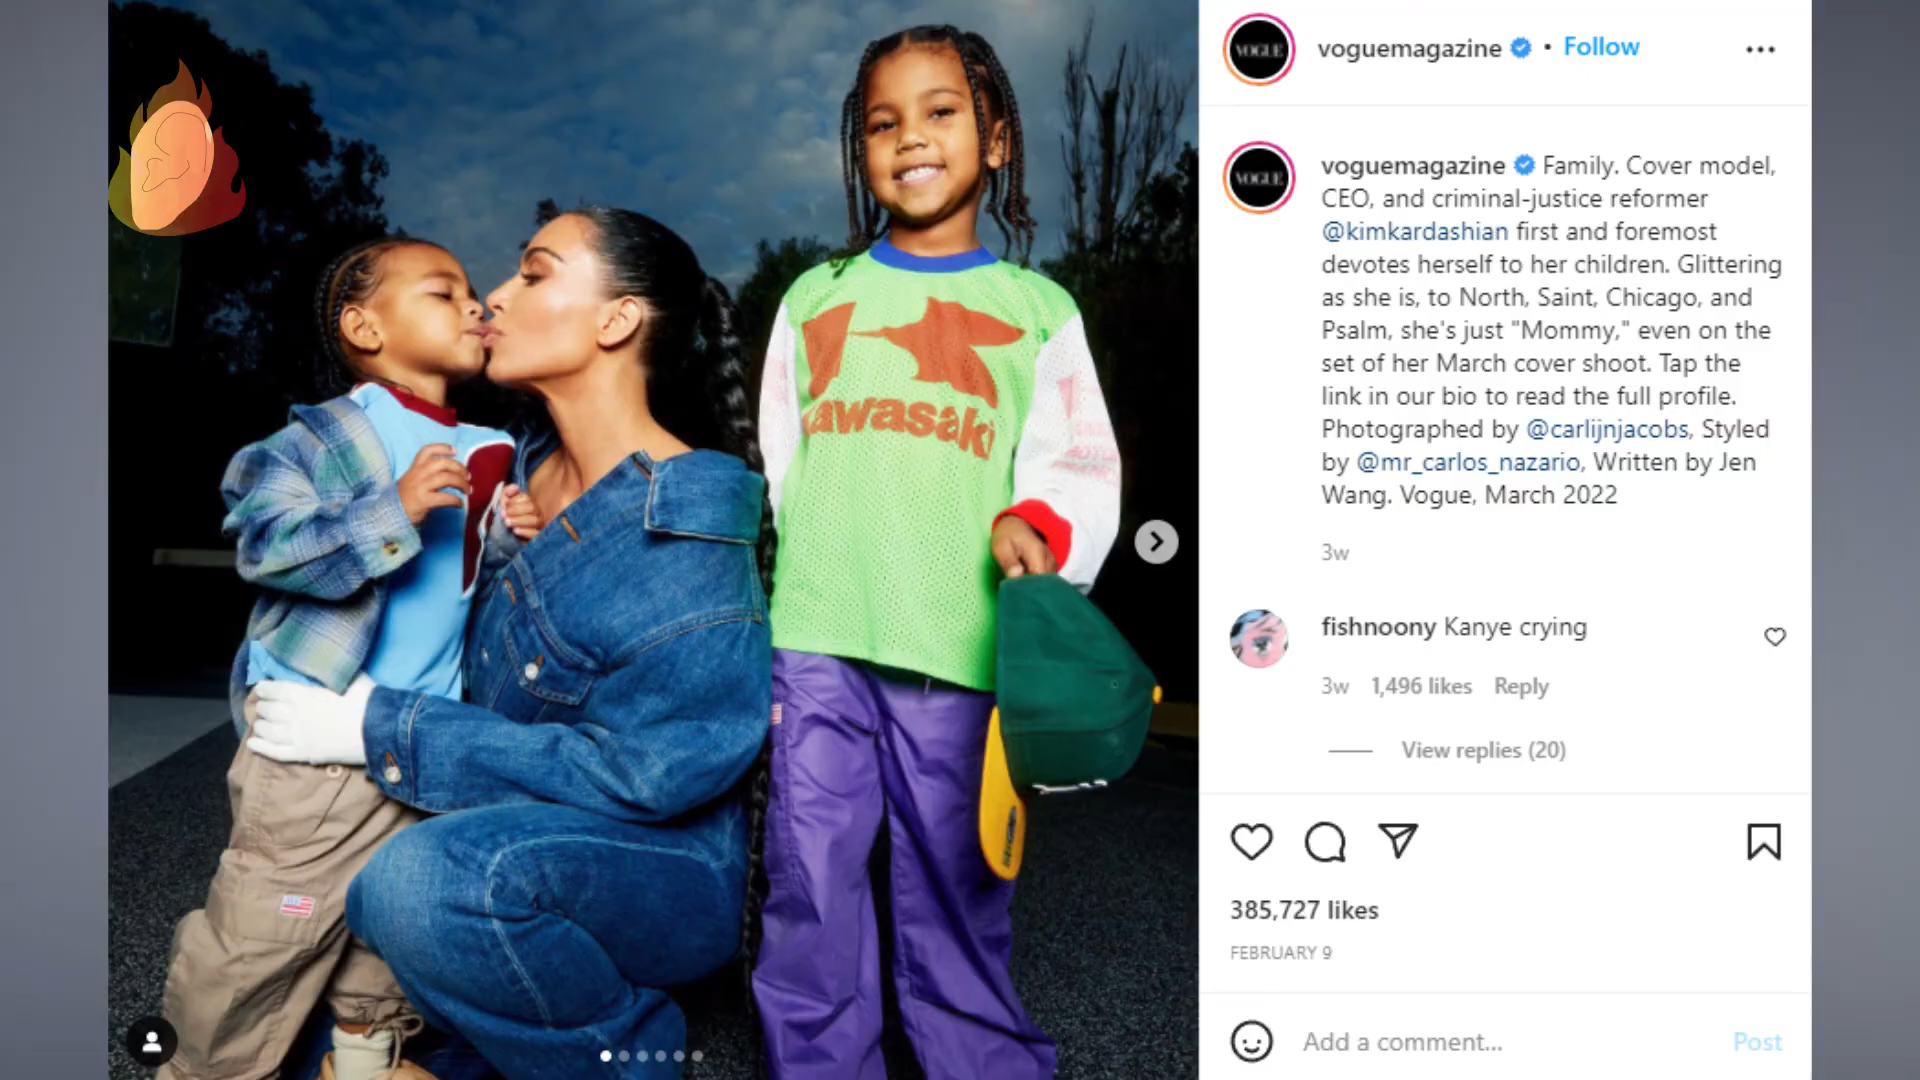 VOGUE
voguemagazine • Follow
VOGUE
voguemagazine Family. Cover model,
CEO, and criminal-justice reformer
@kimkardashian first and foremost
devotes herself to her children. Glittering
as she is, to North, Saint, Chicago, and
Psalm, she's just "Mommy," even on the
set of her March cover shoot. Tap the
link in our bio to read the full profile.
Photographed by @carlijnjacobs, Styled
by @mr_carlos_nazario, Written by Jen
Wang. Vogue, March 2022
3w
fishnoony Kanye crying
3w 1,496 likes Reply
View replies (20)
385,727 likes
FEBRUARY 9
Add a comment... Post
Kawasaki